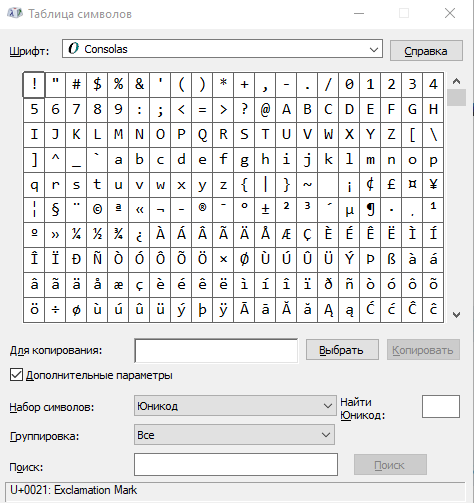 Таблица символов
Шрифт: O Consolas Справка
! " # $ % & ' ( ) * + , - . / 0 1 2 3 4
5 6 7 8 9 : ; < = > ? @ A B C D E F G H
I J K L M N O P Q R S T U V W X Y Z [ \
] ^ _ ` a b c d e f g h i j k l m n o p
q r s t u v w x y z { | } ~ ¡ ¢ £ ¤ ¥
¦ § ¨ © ª « ¬ - ® ¯ ° ± ² ³ ´ µ ¶ · ¸ ¹
º » ¼ ½ ¾ ¿ À Á Â Ã Ä Å Æ Ç È É Ê Ë Ì Í
Î Ï Ð Ñ Ò Ó Ô Õ Ö × Ø Ù Ú Û Ü Ý Þ ß à á
â ã ä å æ ç è é ê ë ì í î ï ð ñ ò ó ô õ
ö ÷ ø ù ú û ü ý þ ÿ Ā ā Ă ă Ą ą Ć ć Ĉ ĉ
Для копирования: Выбрать Копировать
Дополнительные параметры
Набор символов: Юникод Найти Юникод:
Группировка: Все
Поиск: Поиск
U+0021: Exclamation Mark